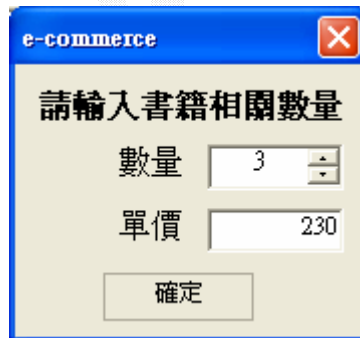 e-commerce
請輸入書籍相關數量
數量 3
單價 230
確定